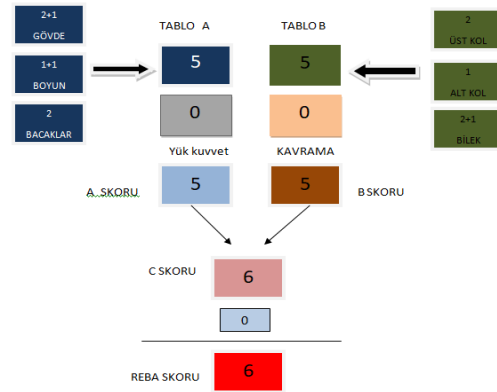 2+1
GÖVDE
1+1
BOYUN
2
BACAKLAR
TABLO A
5
0
Yük kuvvet
A. SKORU
5
TABLO B
5
0
KAVRAMA
5
B SKORU
2
ÜST KOL
1
ALT KOL
2+1
BİLEK
C SKORU
6
0
REBA SKORU
6